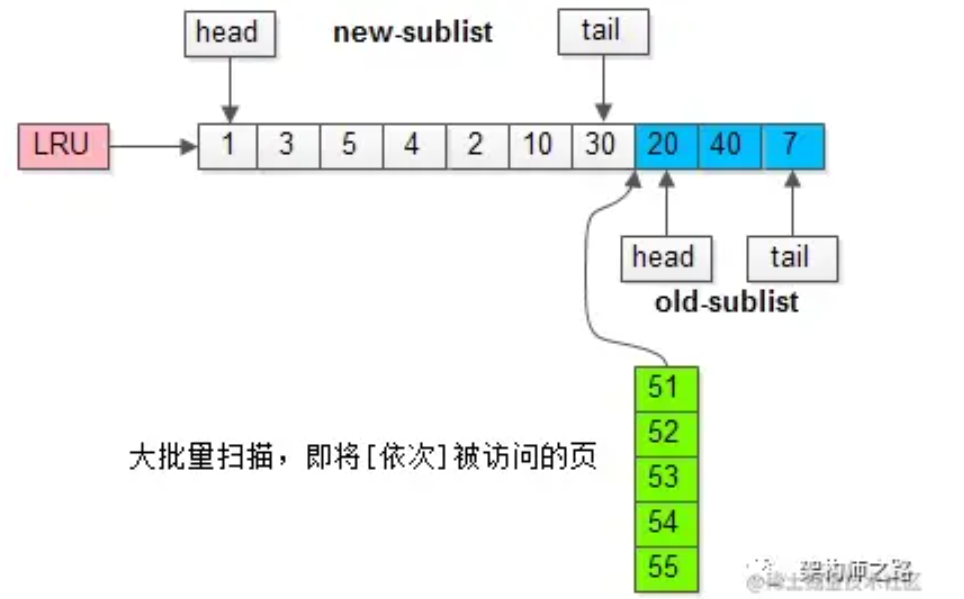 head new-sublist tail
LRU 1 3 5 4 2 10 30 20 40 7
head tail
old-sublist
51
52
大批量扫描，即将[依次]被访问的页
53
54
55
架构师之路
@稀土掘金技术社区